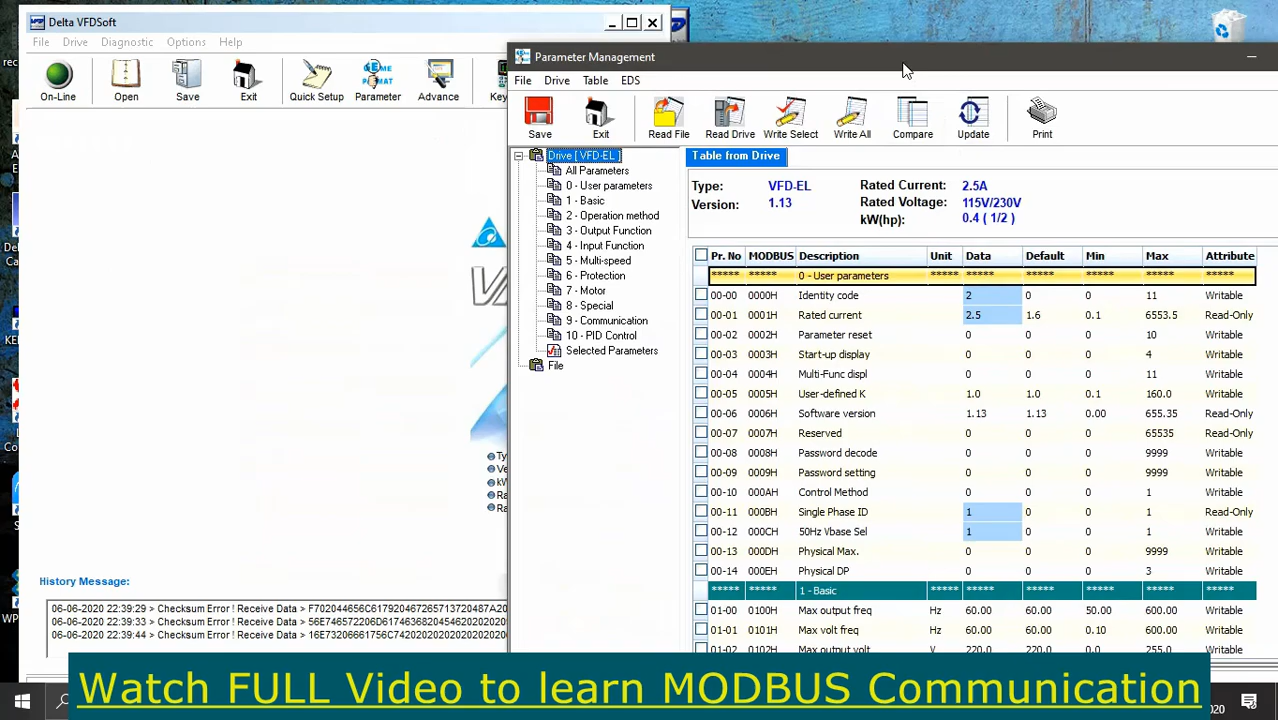 Delta VFDSoft
File Drive Diagnostic Options Help
On-Line Open Save Exit Quick Setup Parameter Advance
Parameter Management
File Drive Table EDS
Save Exit Read File Read Drive Write Select Write All Compare Update Print
Drive [ VFD-EL ]
All Parameters
0 - User parameters
1 - Basic
2 - Operation method
3 - Output Function
4 - Input Function
5 - Multi-speed
6 - Protection
7 - Motor
8 - Special
9 - Communication
10 - PID Control
Selected Parameters
File
Table from Drive
Type: VFD-EL Rated Current: 2.5A
Version: 1.13 Rated Voltage: 115V/230V
kW(hp): 0.4 ( 1/2 )
Pr. No MODBUS Description Unit Data Default Min Max Attribute
***** ***** 0 - User parameters ***** ***** ***** ***** ***** *****
00-00 0000H Identity code 2 0 0 11 Writable
00-01 0001H Rated current 2.5 1.6 0.1 6553.5 Read-Only
00-02 0002H Parameter reset 0 0 0 10 Writable
00-03 0003H Start-up display 0 0 0 4 Writable
00-04 0004H Multi-Func displ 0 0 0 11 Writable
00-05 0005H User-defined K 1.0 1.0 0.1 160.0 Writable
00-06 0006H Software version 1.13 1.13 0.00 655.35 Read-Only
00-07 0007H Reserved 0 0 0 65535 Read-Only
00-08 0008H Password decode 0 0 0 9999 Writable
00-09 0009H Password setting 0 0 0 9999 Writable
00-10 000AH Control Method 0 0 0 1 Writable
00-11 000BH Single Phase ID 1 0 0 1 Read-Only
00-12 000CH 50Hz Vbase Sel 1 0 0 1 Writable
00-13 000DH Physical Max. 0 0 0 9999 Writable
00-14 000EH Physical DP 0 0 0 3 Writable
***** ***** 1 - Basic ***** ***** ***** ***** ***** *****
01-00 0100H Max output freq Hz 60.00 60.00 50.00 600.00 Writable
01-01 0101H Max volt freq Hz 60.00 60.00 0.10 600.00 Writable
01-02 0102H Max output volt V 220.0 220.0 0.1 255.0 Writable
History Message:
06-06-2020 22:39:29 > Checksum Error ! Receive Data >
06-06-2020 22:39:33 > Checksum Error ! Receive Data >
06-06-2020 22:39:44 > Checksum Error ! Receive Data >
Watch FULL Video to learn MODBUS Communication